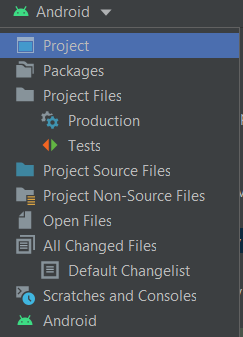 Android
Project
Packages
Project Files
Production
Tests
Project Source Files
Project Non-Source Files
Open Files
All Changed Files
Default Changelist
Scratches and Consoles
Android